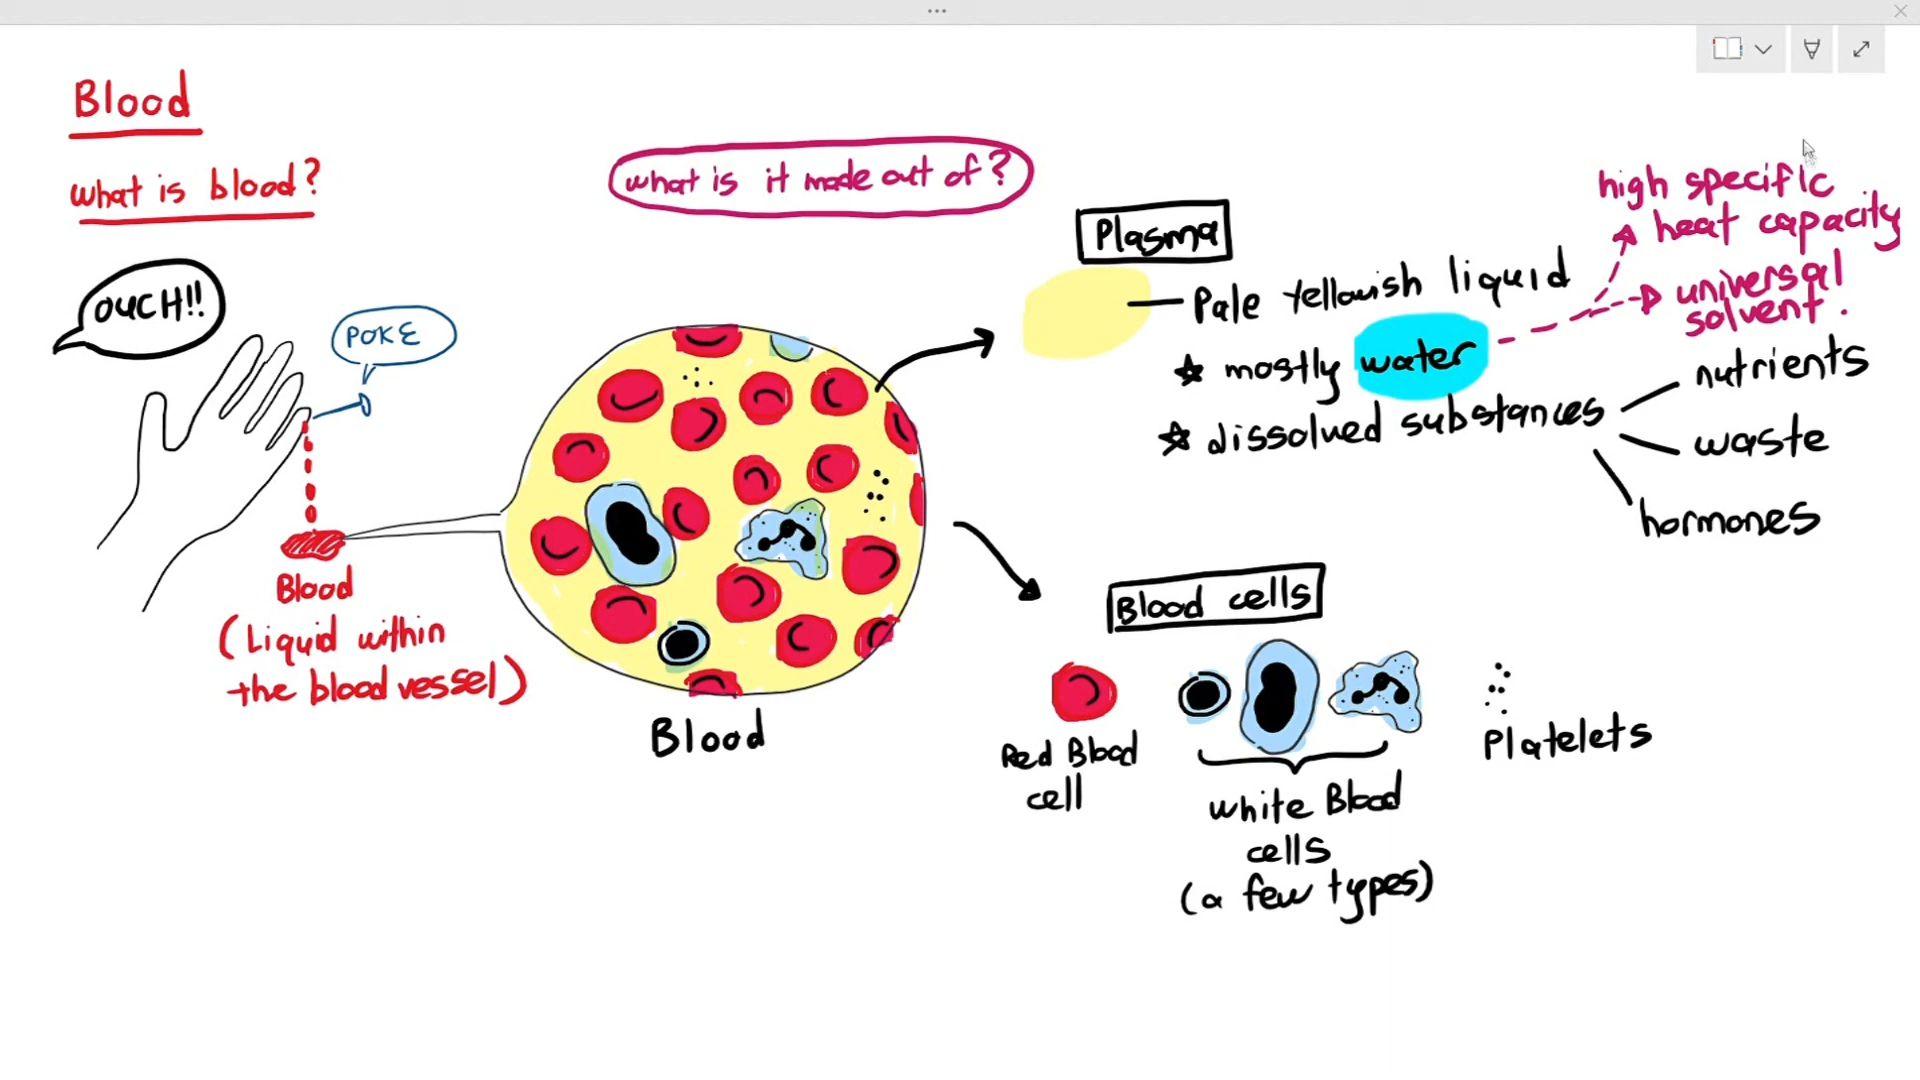 Blood
what is blood?
OUCH!!
POKE
Blood
(Liquid within
the blood vessel)
what is it made out of?
Blood
Plasma
Pale Yellowish liquid
mostly water
dissolved substances
high specific
heat capacity
universal
solvent.
nutrients
waste
hormones
Blood cells
Red Blood
cell
white Blood
cells
(a few types)
Platelets